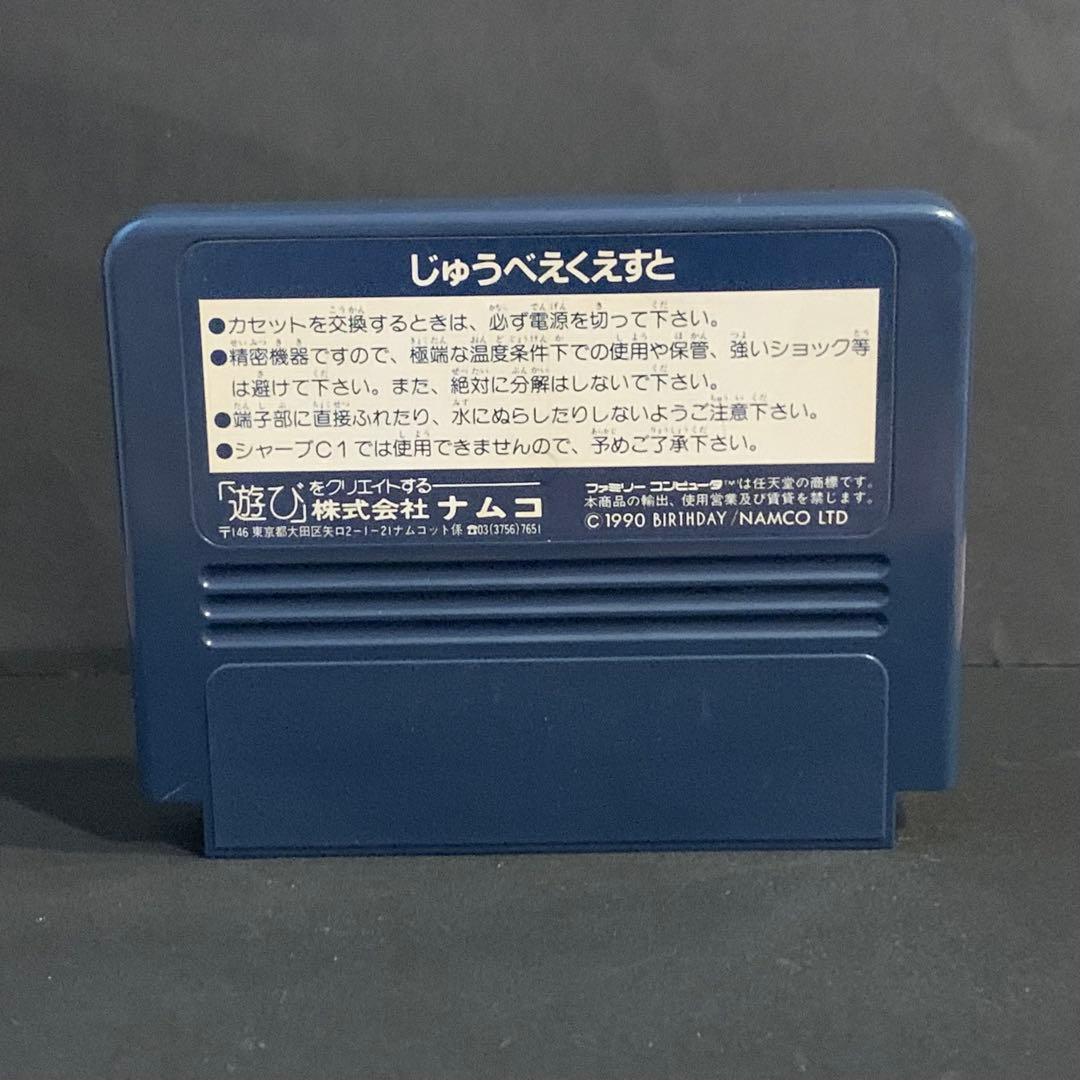 じゅうべえくえすと
●カセットを交換するときは、必ず電源を切って下さい。
●精密機器ですので、極端な温度条件下での使用や保管、強いショック等
は避けて下さい。また、絶対に分解はしないで下さい。
●端子部に直接ふれたり、水にぬらしたりしないようご注意下さい。
●シャープC1では使用できませんので、予めご了承下さい。
「遊び」をクリエイトする
株式会社 ナムコ
〒146 東京都大田区矢口2-1-21ナムコット係 ☎03(3756)7651
ファミリーコンピュータ™は任天堂の商標です。
本商品の輸出、使用営業及び賃貸を禁じます。
©1990 BIRTHDAY/NAMCO LTD